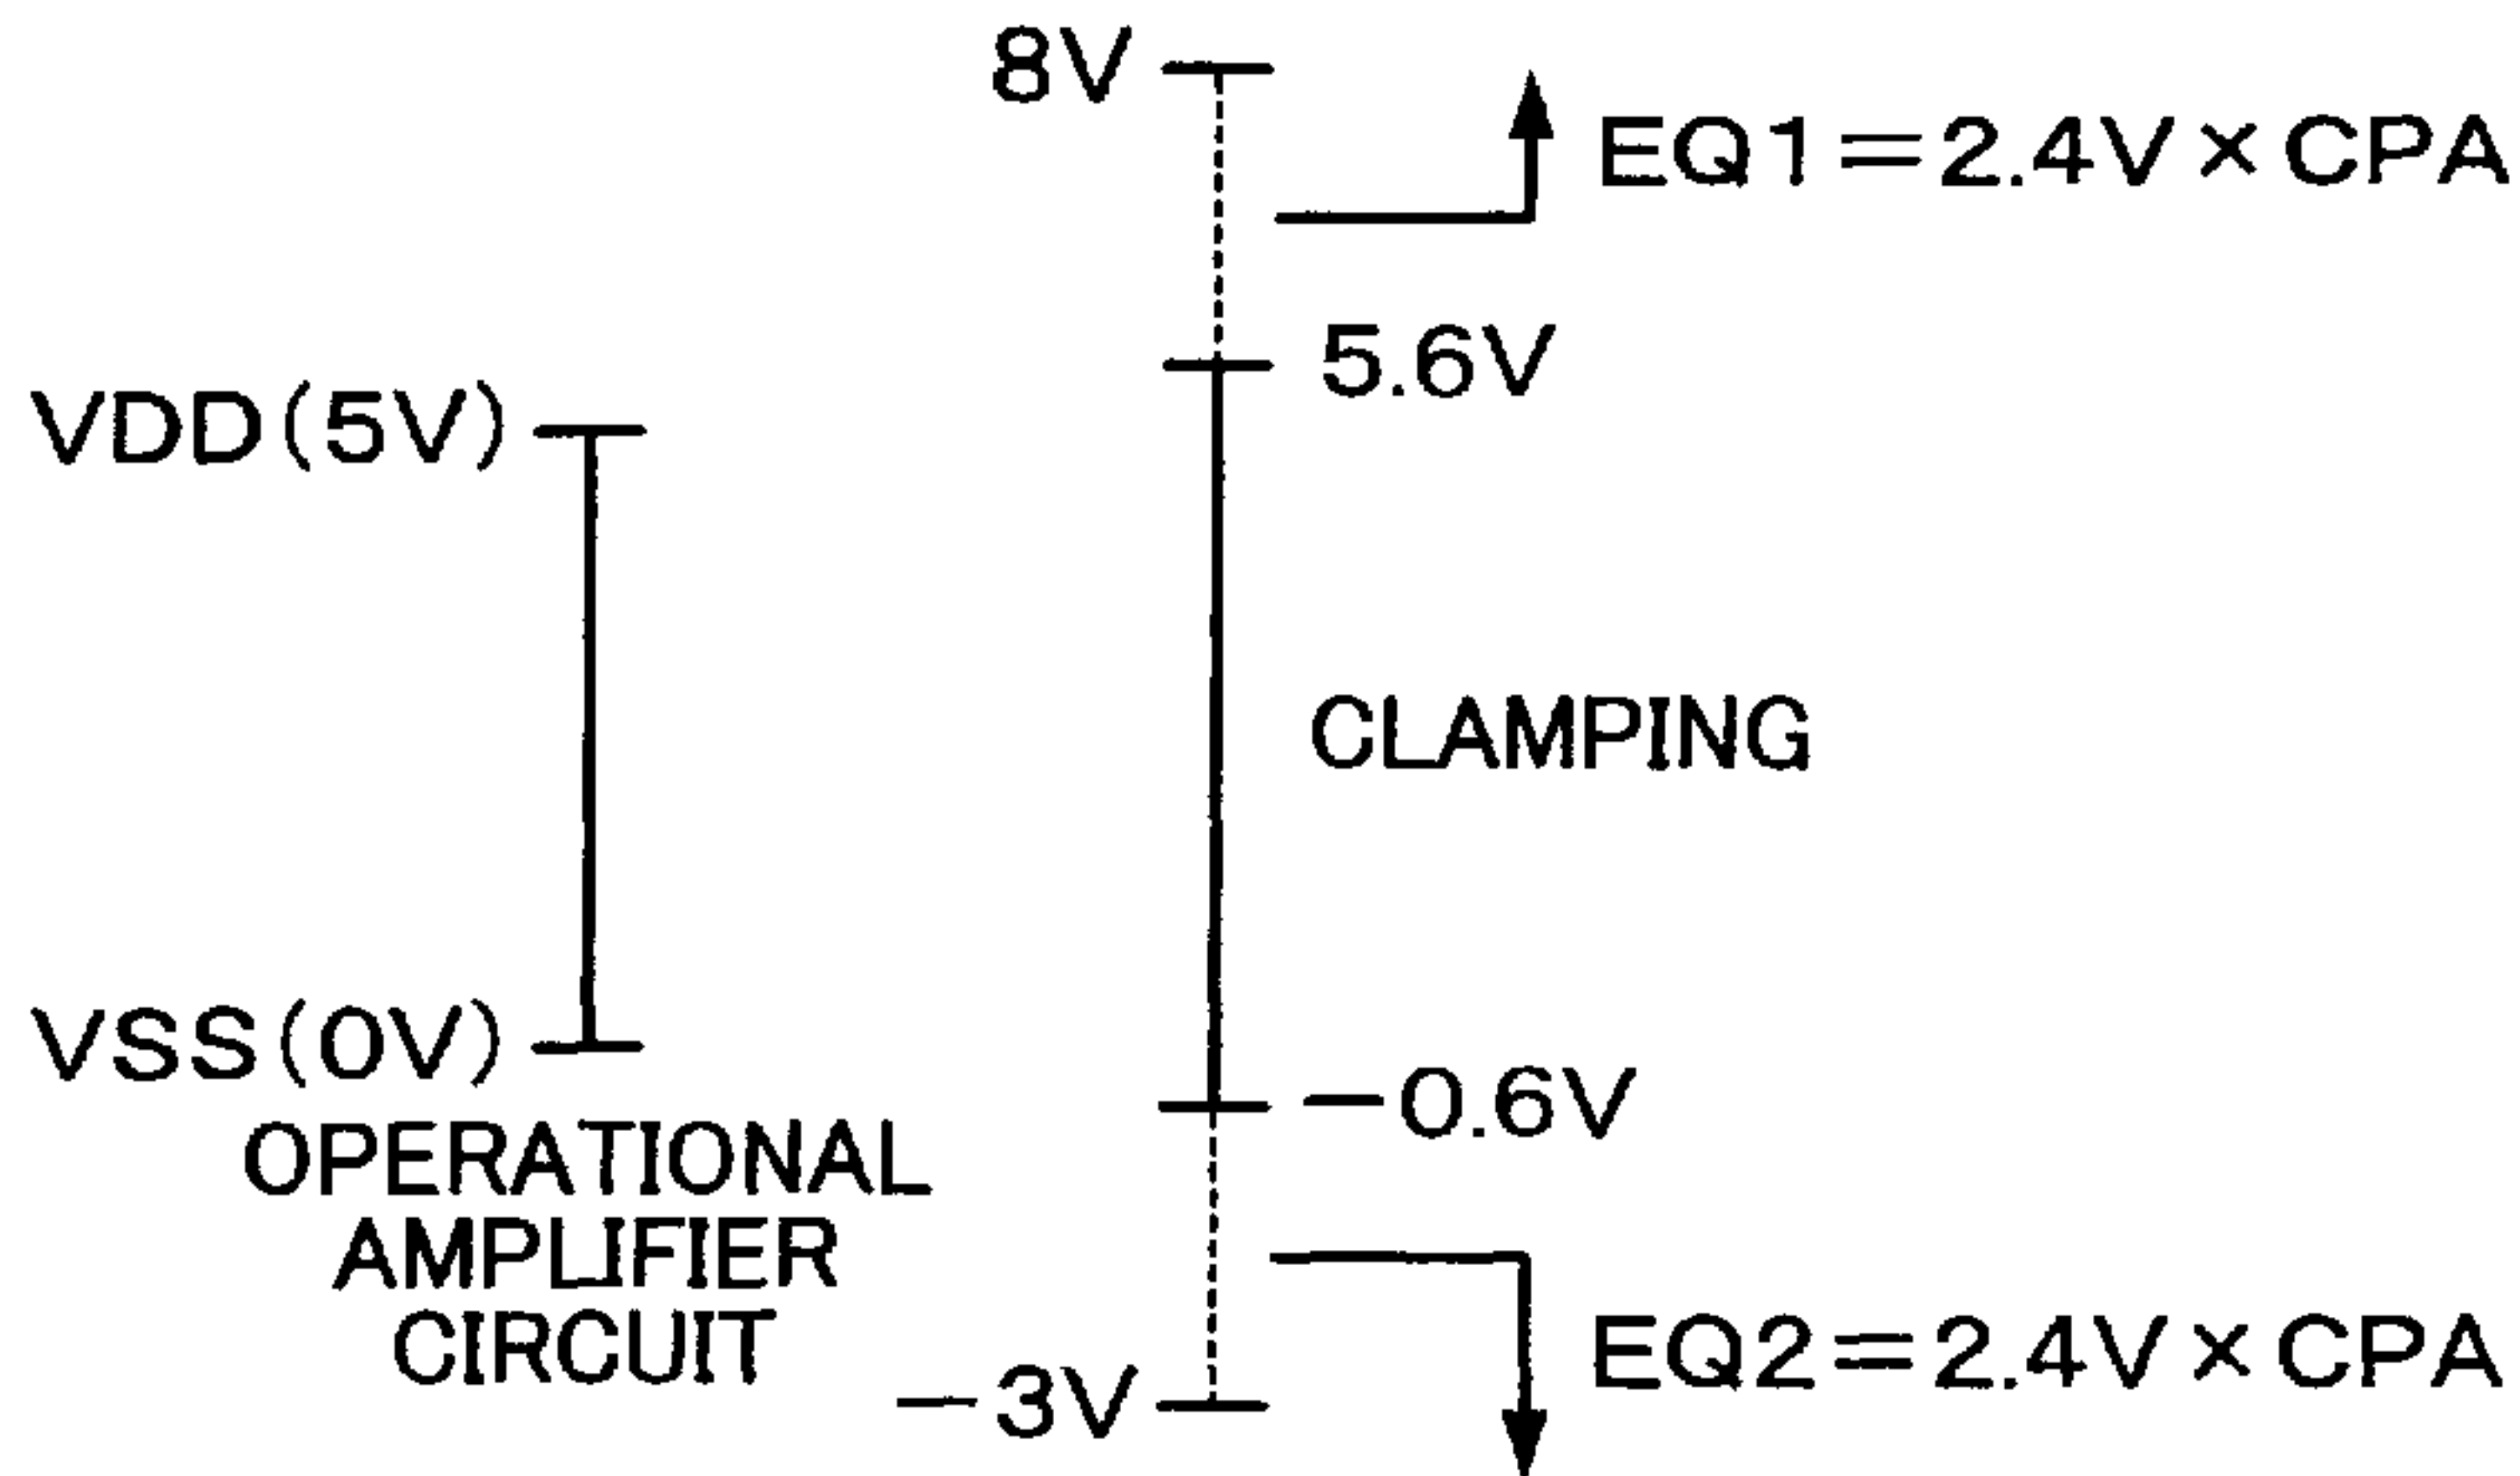 8V
EQ1=2.4V×CPA
5.6V
VDD(5V)
CLAMPING
VSS(0V)
-0.6V
OPERATIONAL
AMPLIFIER
CIRCUIT
EQ2=2.4V×CPA
-3V